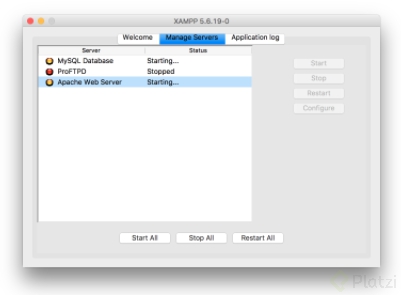 XAMPP 5.6.19-0
Welcome Manage Servers Application log
Server Status
MySQL Database Starting...
ProFTPD Stopped
Apache Web Server Starting...
Start
Stop
Restart
Configure
Start All Stop All Restart All
Platzi